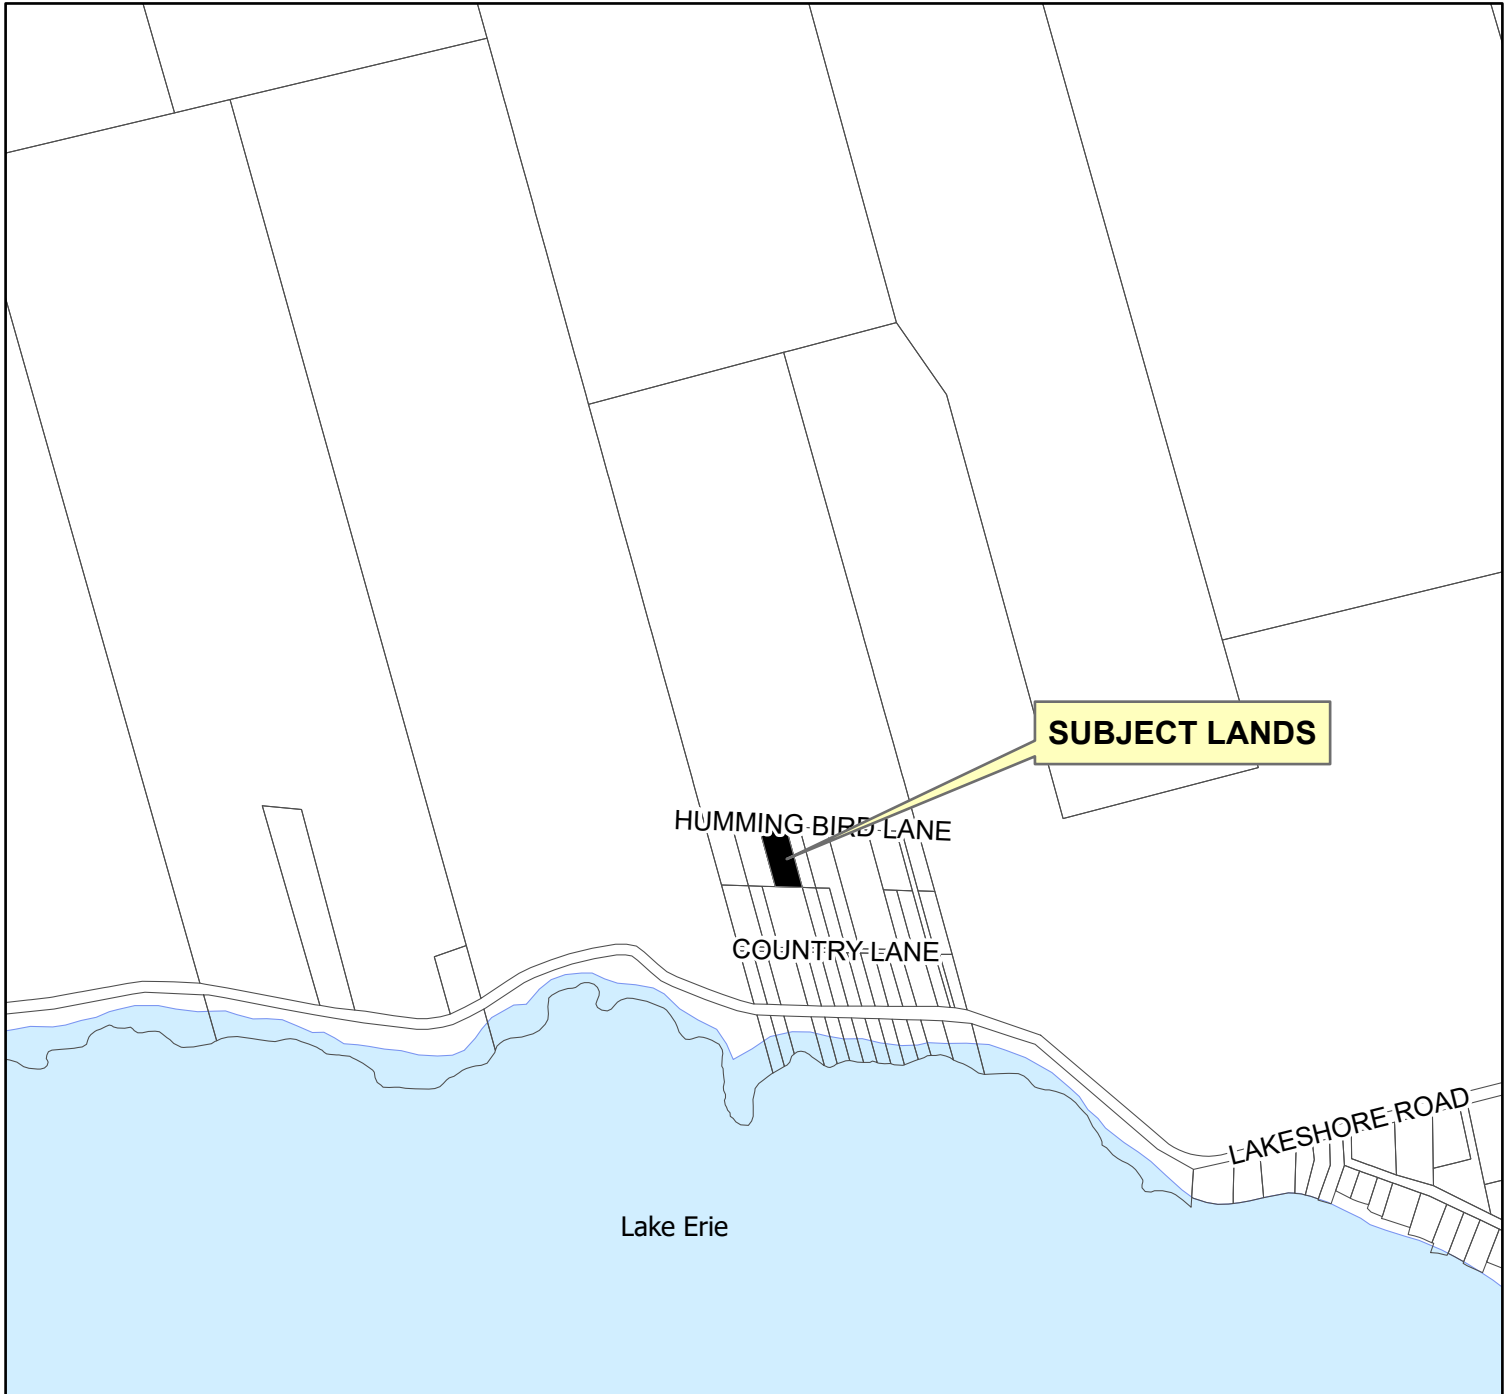 SUBJECT LANDS
HUMMING BIRD LANE
COUNTRY LANE
LAKESHORE ROAD
Lake Erie